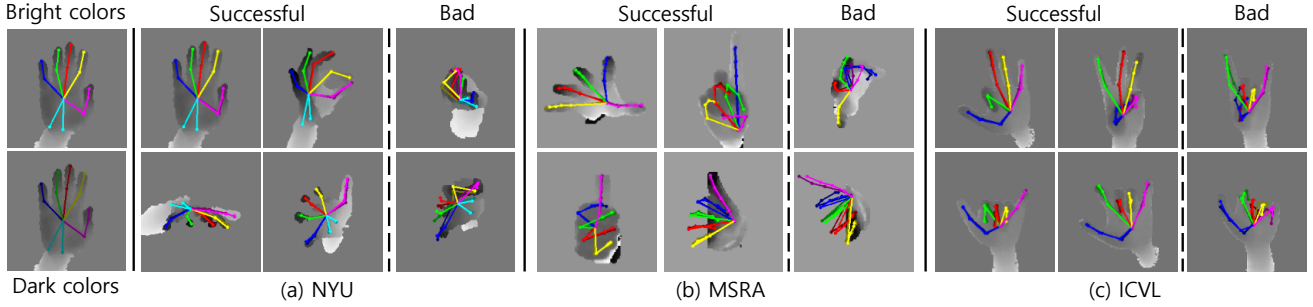 Bright colors
Successful
Bad
Successful
Bad
Successful
Bad
Dark colors
(a) NYU
(b) MSRA
(c) ICVL